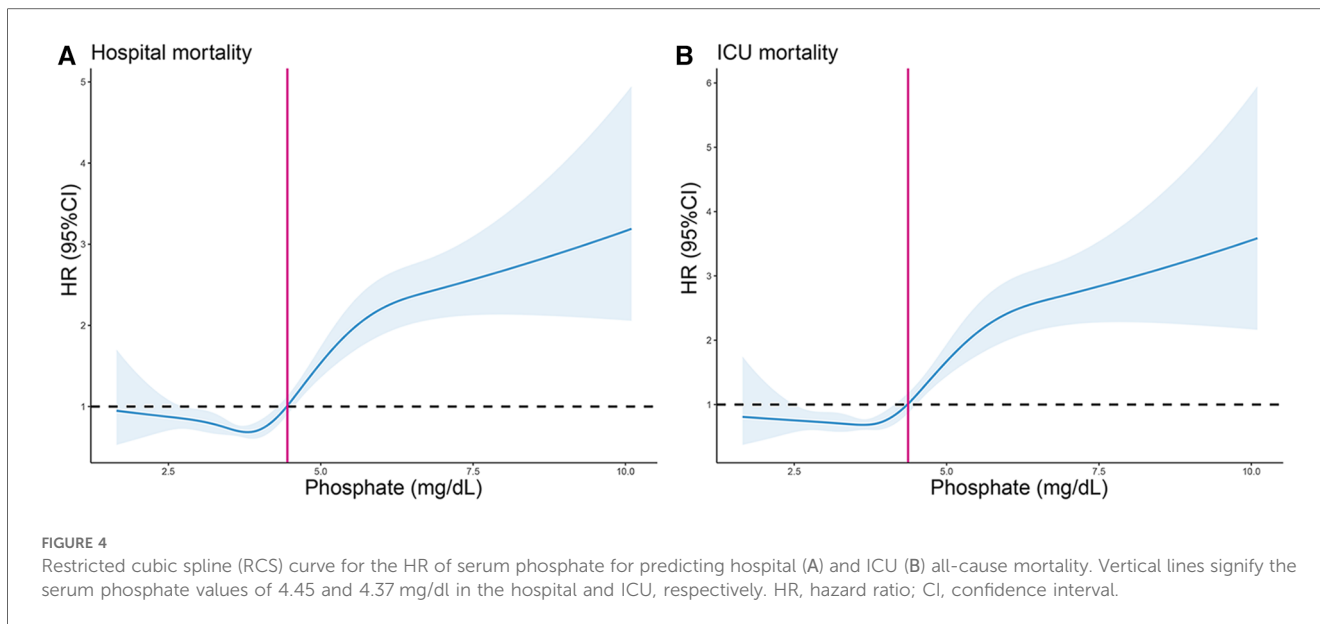 A Hospital mortality
5
4
3
2
1
HR (95%CI)
2.5 5.0 7.5 10.0
Phosphate (mg/dL)
B ICU mortality
6
5
4
3
2
1
HR (95%CI)
2.5 5.0 7.5 10.0
Phosphate (mg/dL)
FIGURE 4
Restricted cubic spline (RCS) curve for the HR of serum phosphate for predicting hospital (A) and ICU (B) all-cause mortality. Vertical lines signify the
serum phosphate values of 4.45 and 4.37 mg/dl in the hospital and ICU, respectively. HR, hazard ratio; CI, confidence interval.